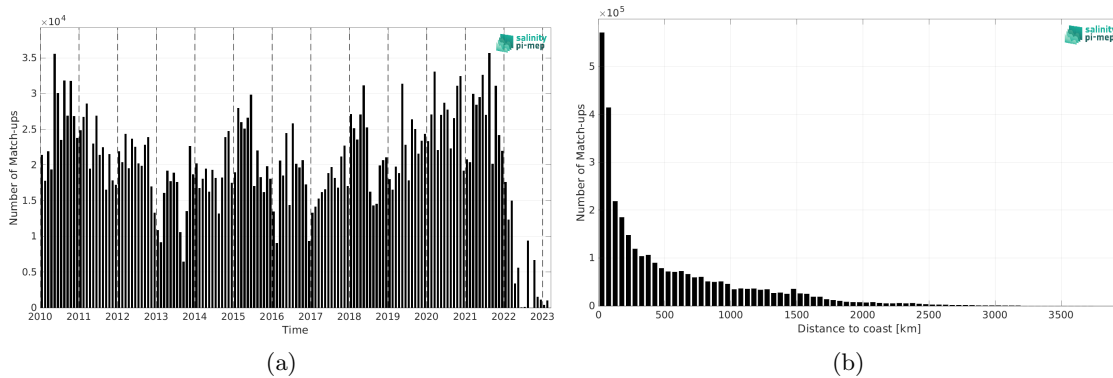 ×10⁴
salinity
pi-mep
3.5
3
2.5
2
1.5
1
0.5
0
Number of Match-ups
2010 2011 2012 2013 2014 2015 2016 2017 2018 2019 2020 2021 2022 2023
Time
(a)
×10⁵
salinity
pi-mep
5
4
3
2
1
0
Number of Match-ups
0 500 1000 1500 2000 2500 3000 3500
Distance to coast [km]
(b)